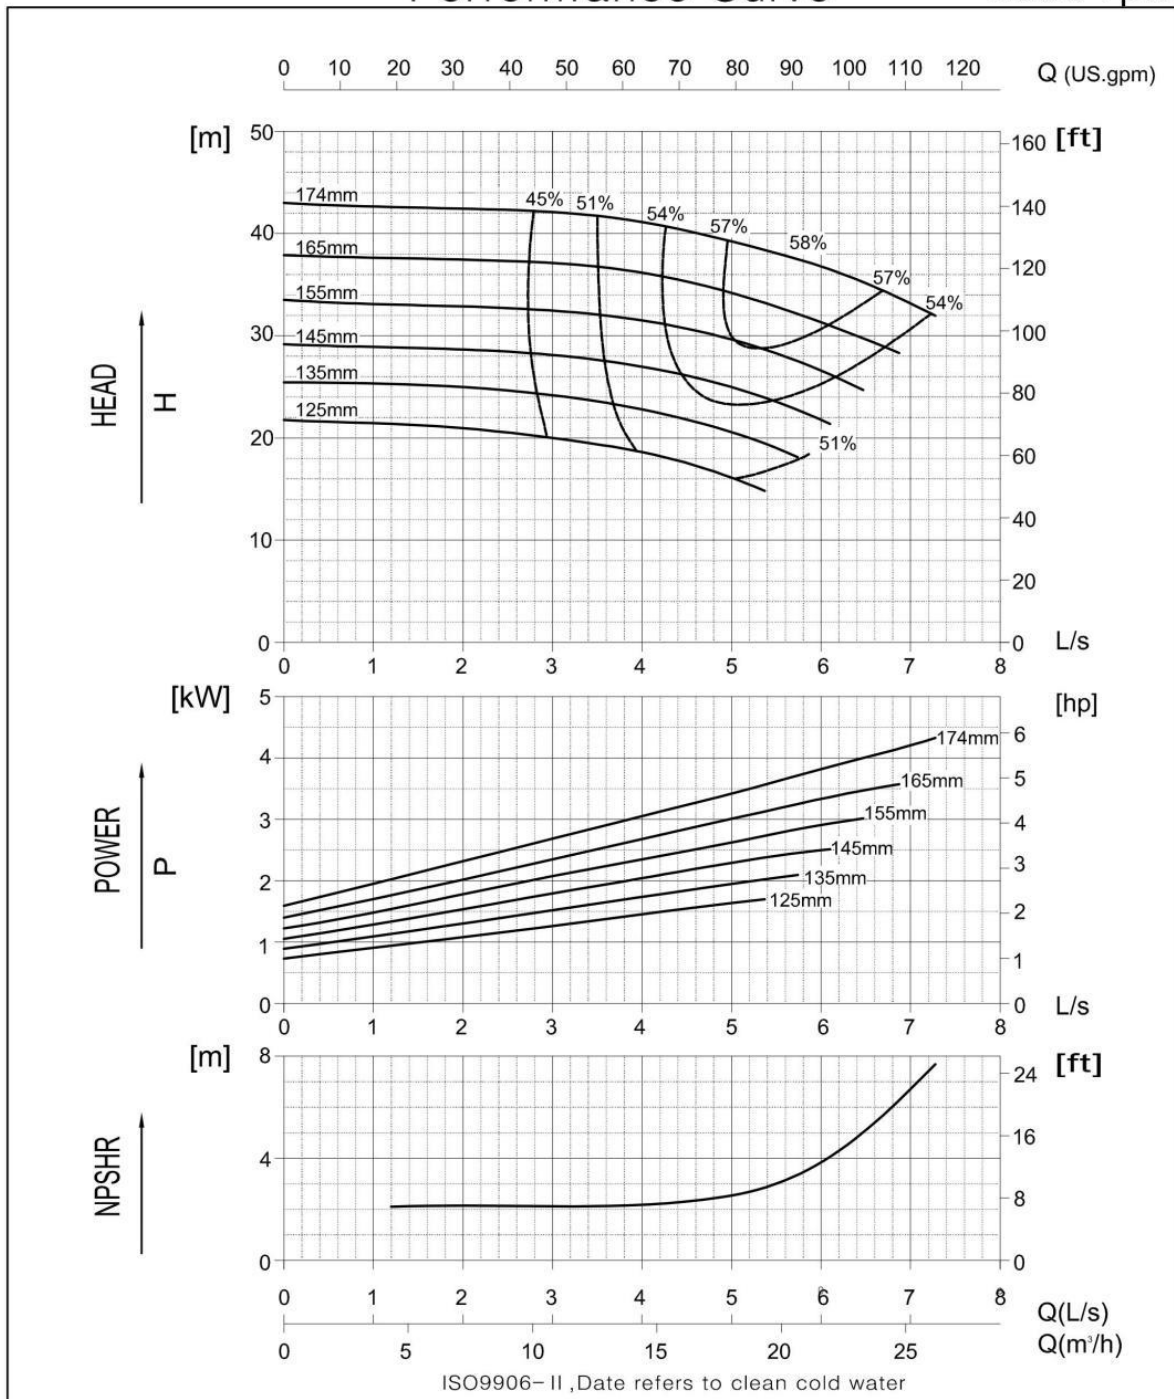 Performance Curve
0 10 20 30 40 50 60 70 80 90 100 110 120 Q (US.gpm)
[m] 50 160 [ft]
174mm 45% 51% 54% 57% 58% 140
40
165mm 57% 120
155mm 54%
30 100
145mm
135mm 80
125mm
20 51% 60
HEAD
H
40
10
20
0 0 L/s
0 1 2 3 4 5 6 7 8
[kW] 5 [hp]
6
174mm
4
165mm 5
155mm
3 4
145mm
3
135mm
2
125mm 2
POWER
P
1 1
0 0 L/s
0 1 2 3 4 5 6 7 8
[m] 8 [ft]
24
16
4
8
NPSHR
0 0
0 1 2 3 4 5 6 7 8
Q(L/s)
0 5 10 15 20 25 Q(m³/h)
ISO9906-II ,Date refers to clean cold water